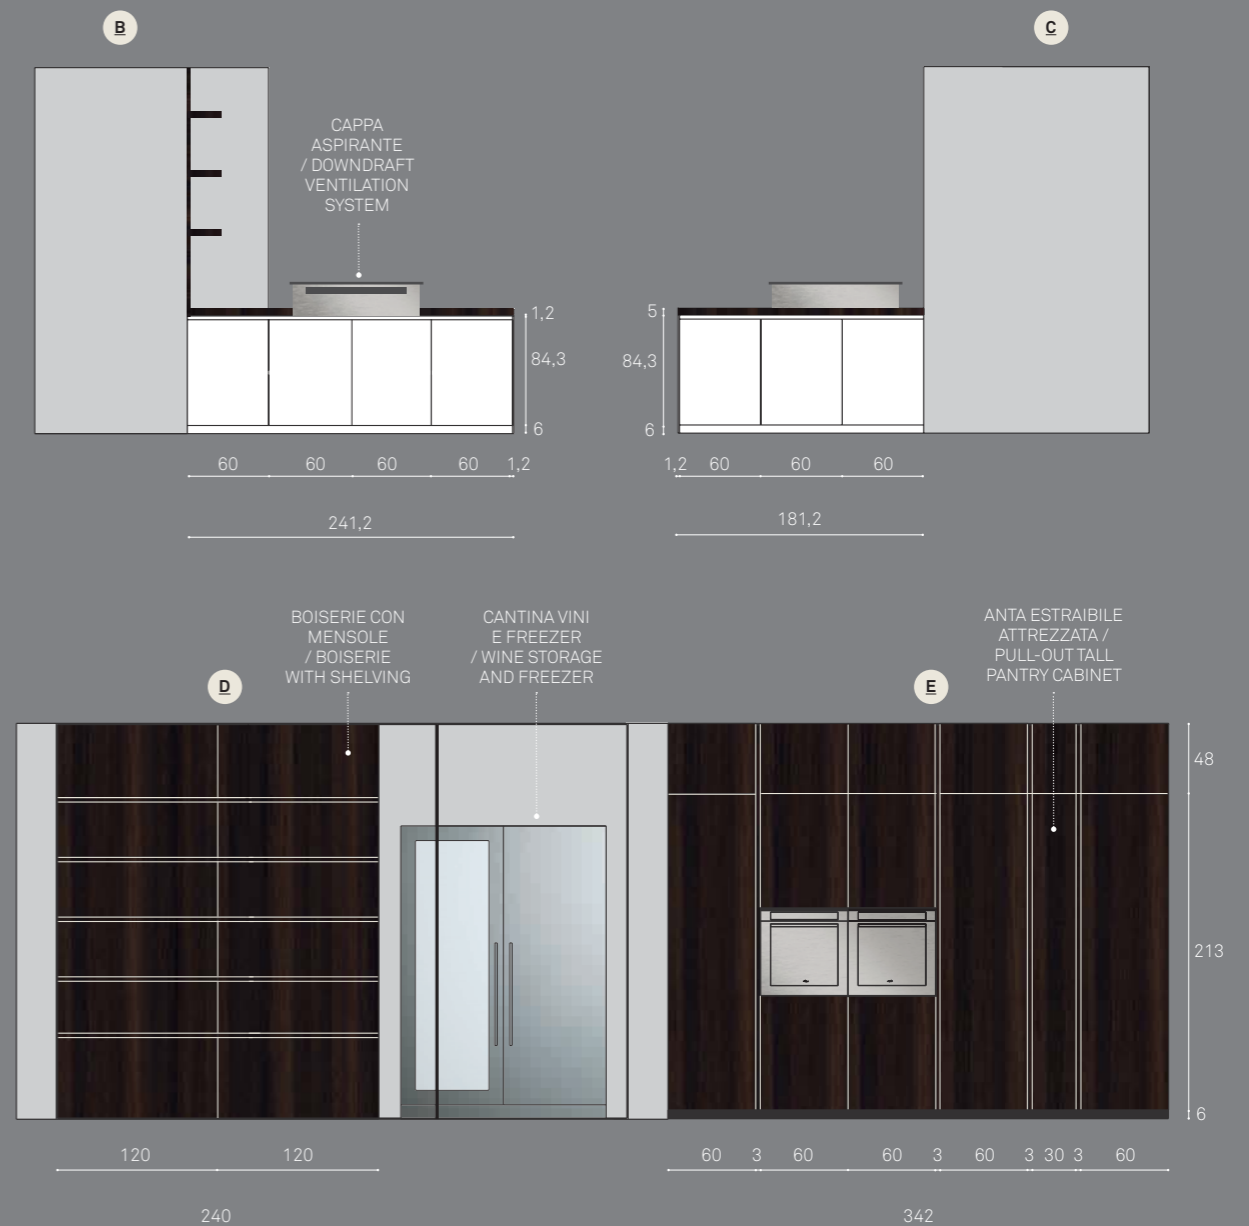 B
C
CAPPA
ASPIRANTE
/ DOWNDRAFT
VENTILATION
SYSTEM
1,2
84,3
6
5
84,3
6
60 60 60 60 1,2
241,2
1,2 60 60 60
181,2
BOISERIE CON
MENSOLE
/ BOISERIE
WITH SHELVING
CANTINA VINI
E FREEZER
/ WINE STORAGE
AND FREEZER
ANTA ESTRAIBILE
ATTREZZATA /
PULL-OUT TALL
PANTRY CABINET
D
E
48
213
6
120 120
240
60 3 60 60 3 60 3 30 3 60
342